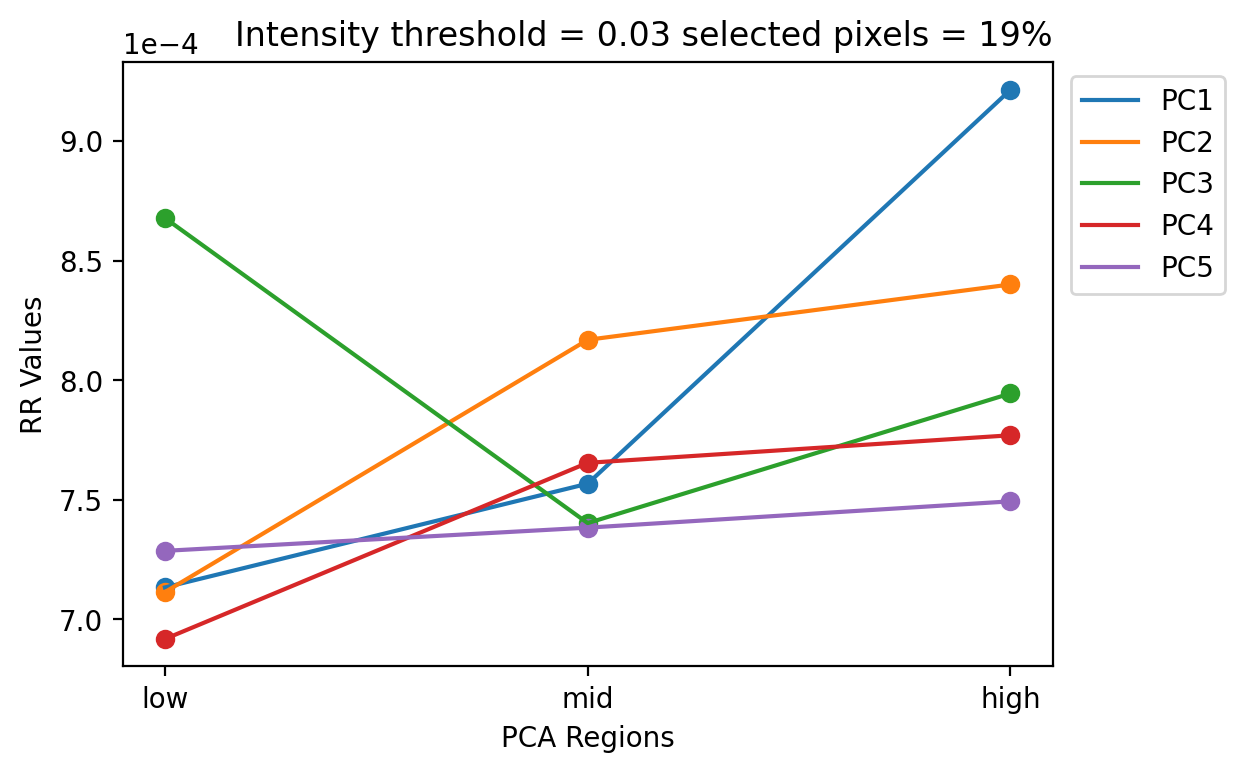 1e−4
Intensity threshold = 0.03 selected pixels = 19%
9.0
8.5
8.0
7.5
7.0
RR Values
low
mid
high
PCA Regions
PC1
PC2
PC3
PC4
PC5